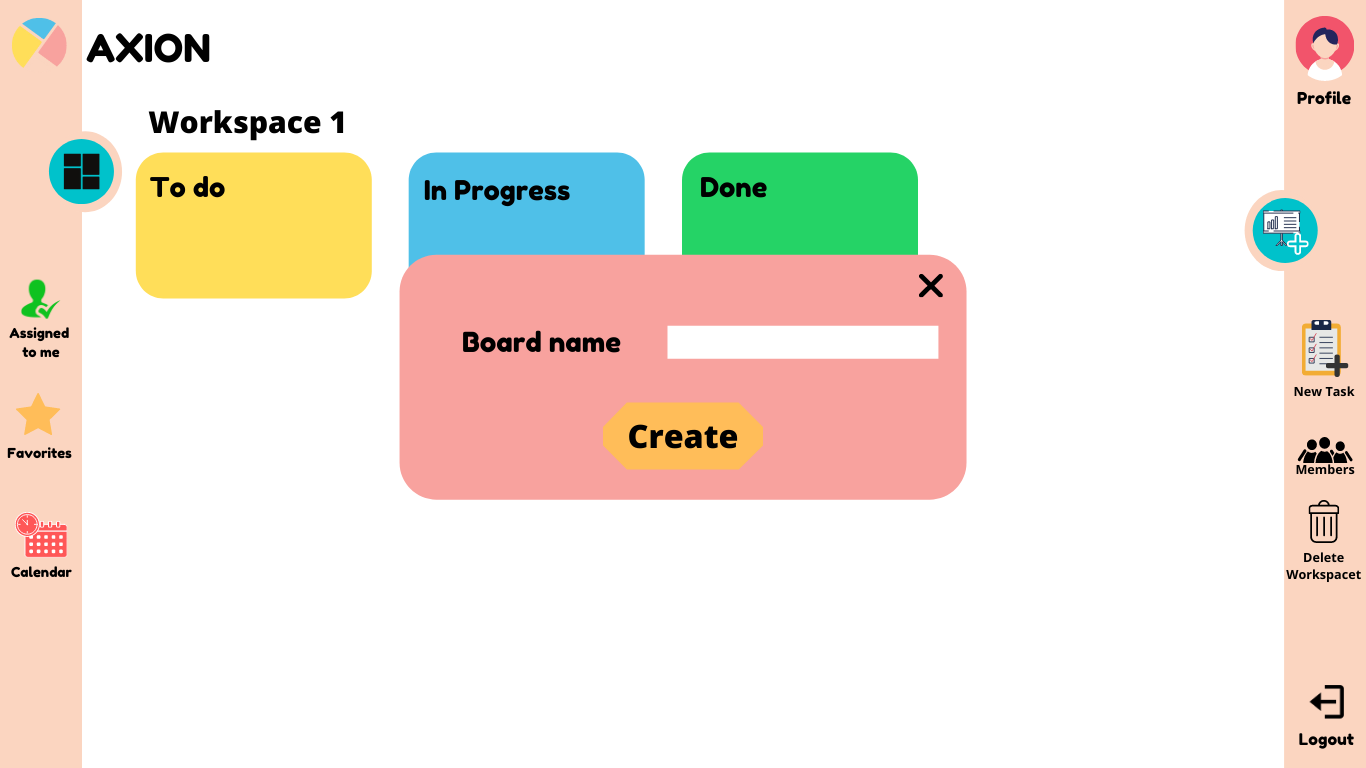 AXION
Profile
Workspace 1
To do
In Progress
Done
Board name
Create
Assigned
to me
Favorites
Calendar
New Task
Members
Delete
Workspacet
Logout